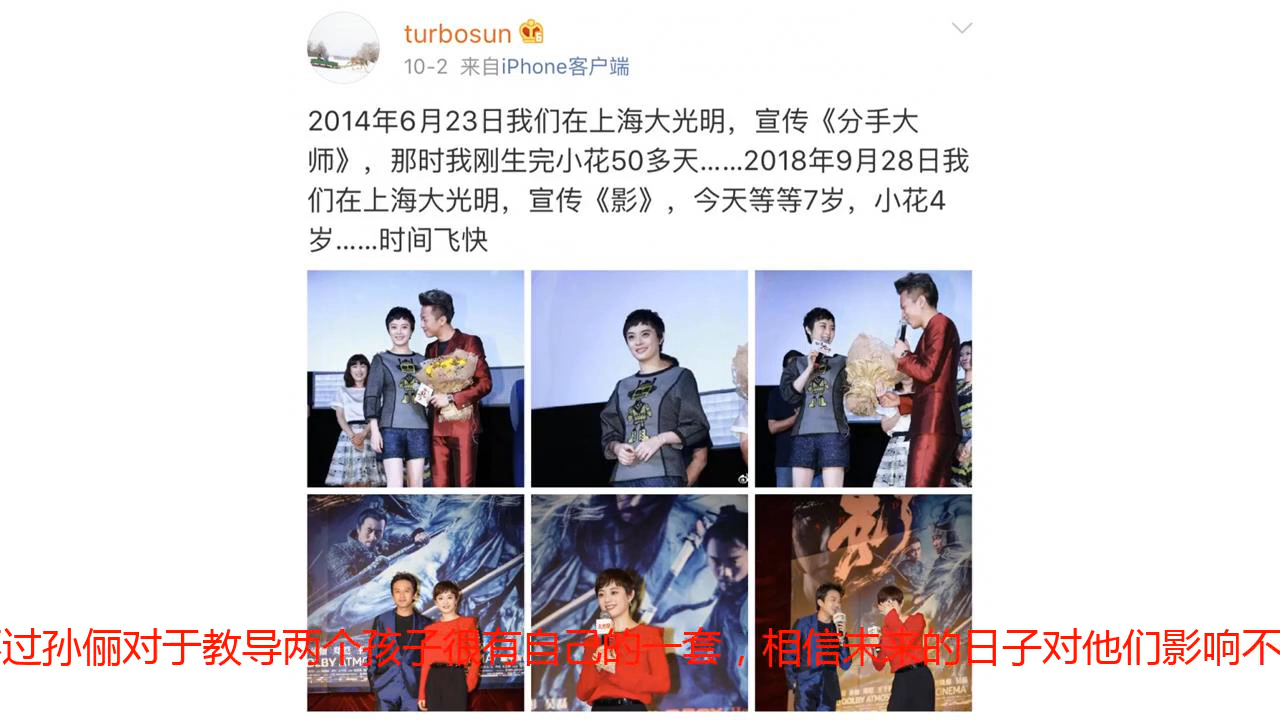 turbosun
10-2 来自iPhone客户端
2014年6月23日我们在上海大光明，宣传《分手大
师》，那时我刚生完小花50多天……2018年9月28日我
们在上海大光明，宣传《影》，今天等等7岁，小花4
岁……时间飞快
影
过孙俪对于教导两个孩子很有自己的一套，相信未来的日子对他们影响不
DOLBY ATMOS
CINEMA